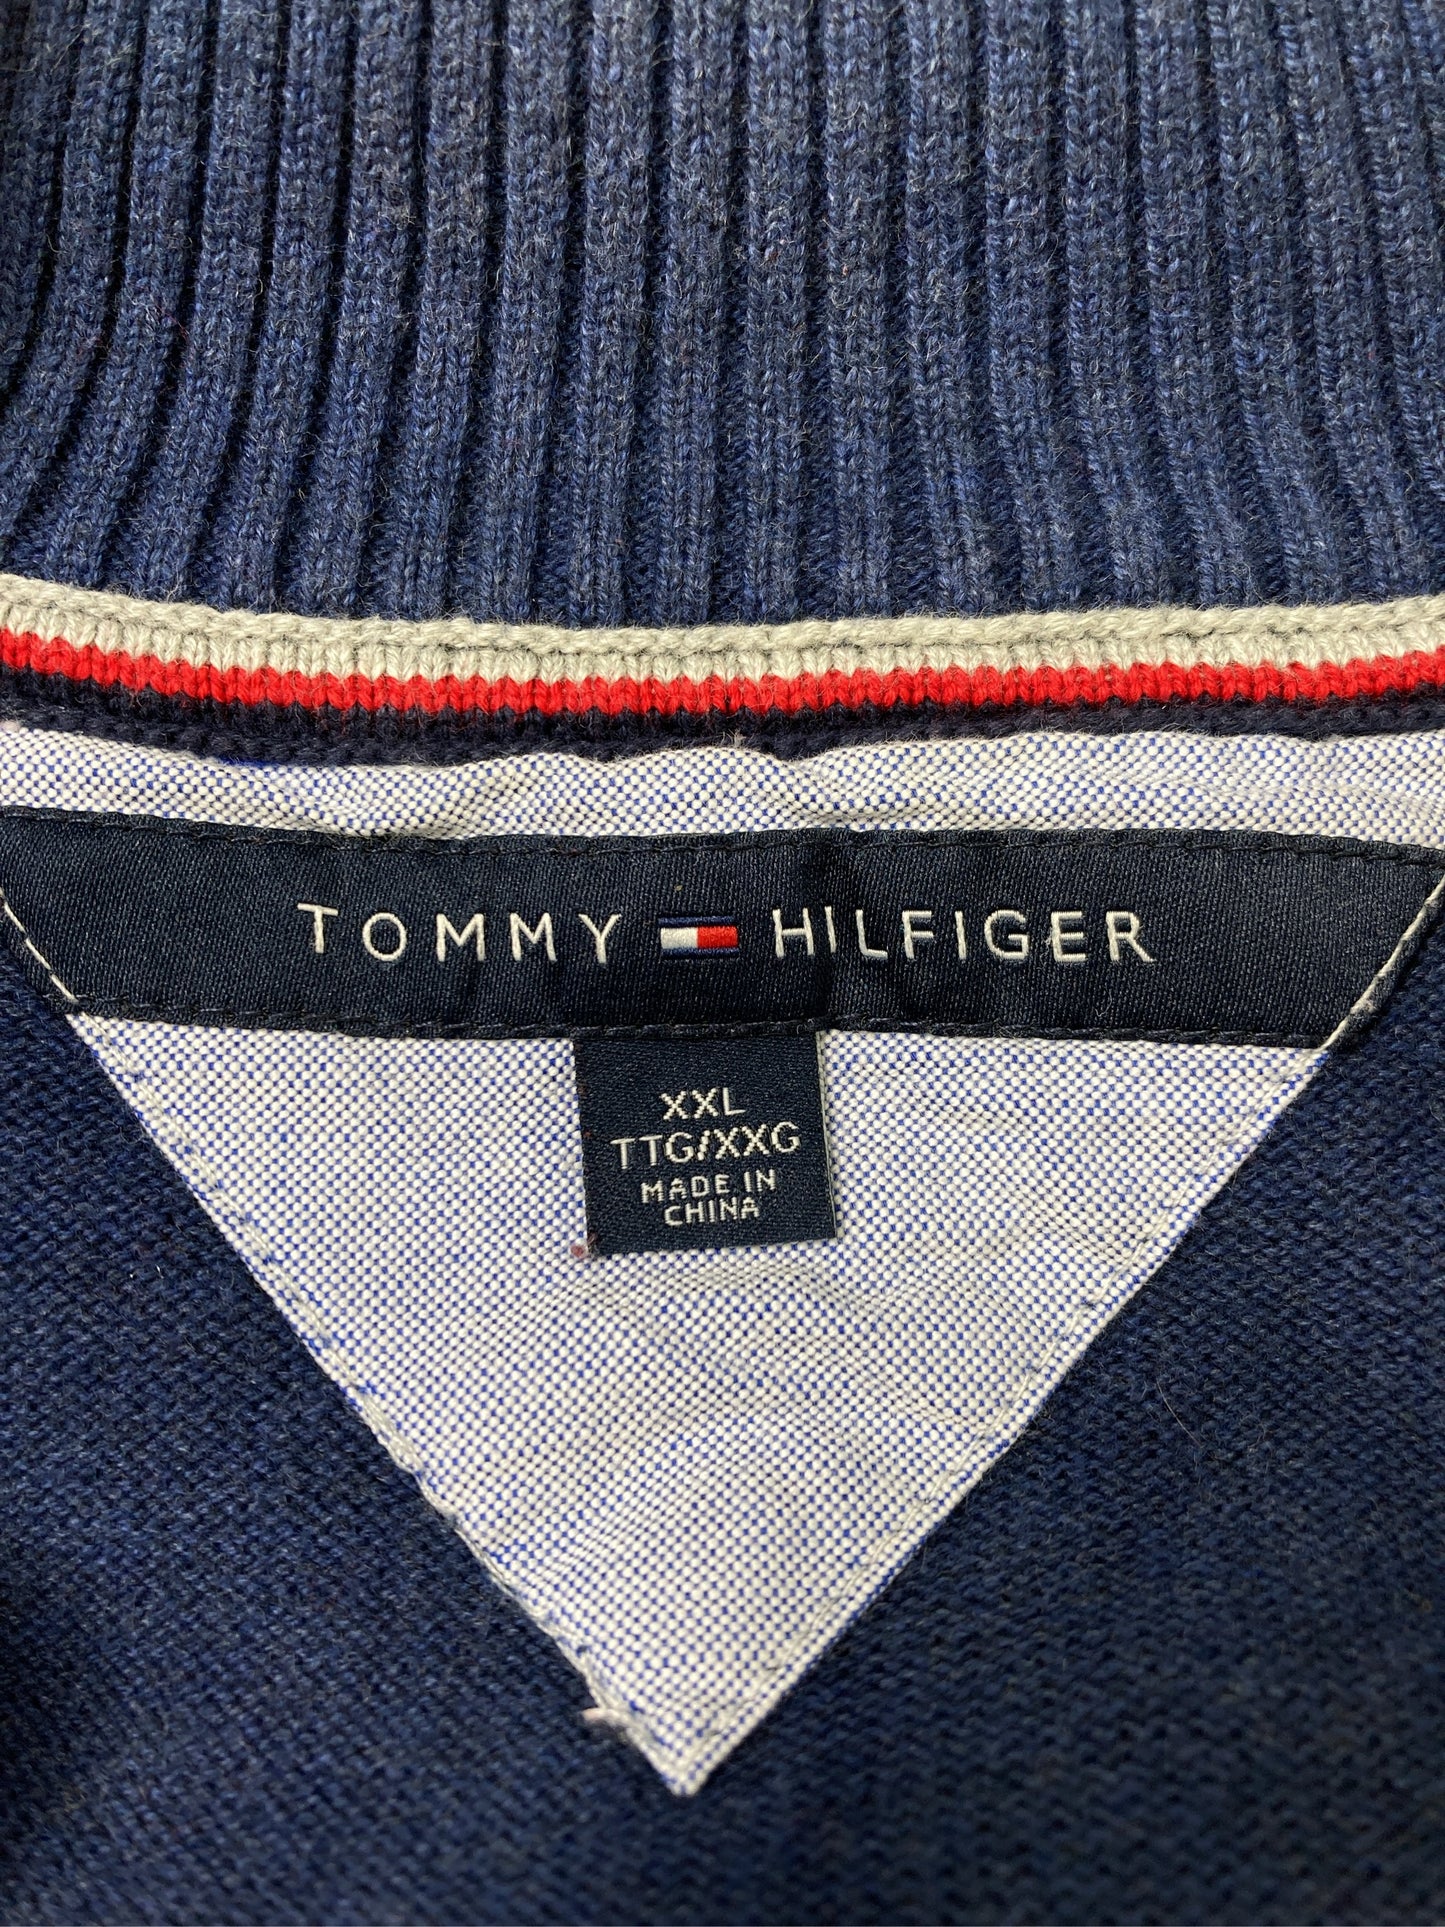 TOMMY HILFIGER
XXL
TTG/XXG
MADE IN
CHINA